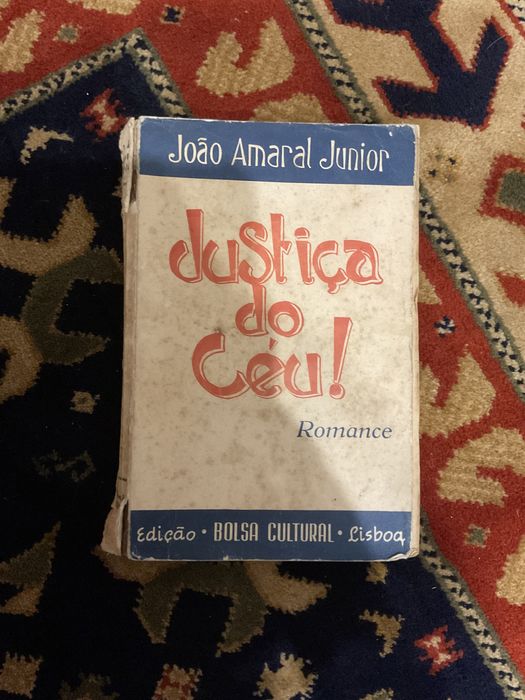 João Amaral Junior
JuStiça
do
Céu!
Romance
Edição • BOLSA CULTURAL • Lisboa